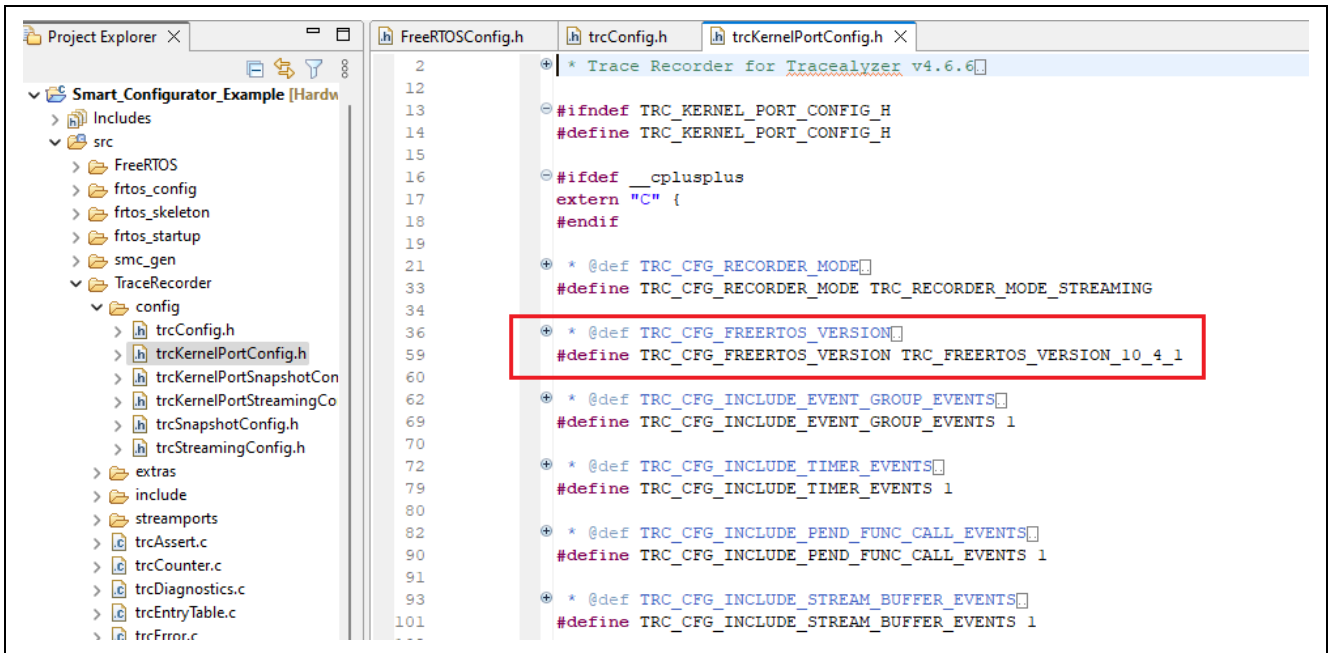 Project Explorer
Smart_Configurator_Example [Hardw
Includes
src
FreeRTOS
frtos_config
frtos_skeleton
frtos_startup
smc_gen
TraceRecorder
config
trcConfig.h
trcKernelPortConfig.h
trcKernelPortSnapshotCon
trcKernelPortStreamingCo
trcSnapshotConfig.h
trcStreamingConfig.h
extras
include
streamports
trcAssert.c
trcCounter.c
trcDiagnostics.c
trcEntryTable.c
trcError.c
FreeRTOSConfig.h trcConfig.h trcKernelPortConfig.h
2 * Trace Recorder for Tracealyzer v4.6.6
12
13 #ifndef TRC_KERNEL_PORT_CONFIG_H
14 #define TRC_KERNEL_PORT_CONFIG_H
15
16 #ifdef __cplusplus
17 extern "C" {
18 #endif
19
21 * @def TRC_CFG_RECORDER_MODE
33 #define TRC_CFG_RECORDER_MODE TRC_RECORDER_MODE_STREAMING
34
36 * @def TRC_CFG_FREERTOS_VERSION
59 #define TRC_CFG_FREERTOS_VERSION TRC_FREERTOS_VERSION_10_4_1
60
62 * @def TRC_CFG_INCLUDE_EVENT_GROUP_EVENTS
69 #define TRC_CFG_INCLUDE_EVENT_GROUP_EVENTS 1
70
72 * @def TRC_CFG_INCLUDE_TIMER_EVENTS
79 #define TRC_CFG_INCLUDE_TIMER_EVENTS 1
80
82 * @def TRC_CFG_INCLUDE_PEND_FUNC_CALL_EVENTS
90 #define TRC_CFG_INCLUDE_PEND_FUNC_CALL_EVENTS 1
91
93 * @def TRC_CFG_INCLUDE_STREAM_BUFFER_EVENTS
101 #define TRC_CFG_INCLUDE_STREAM_BUFFER_EVENTS 1